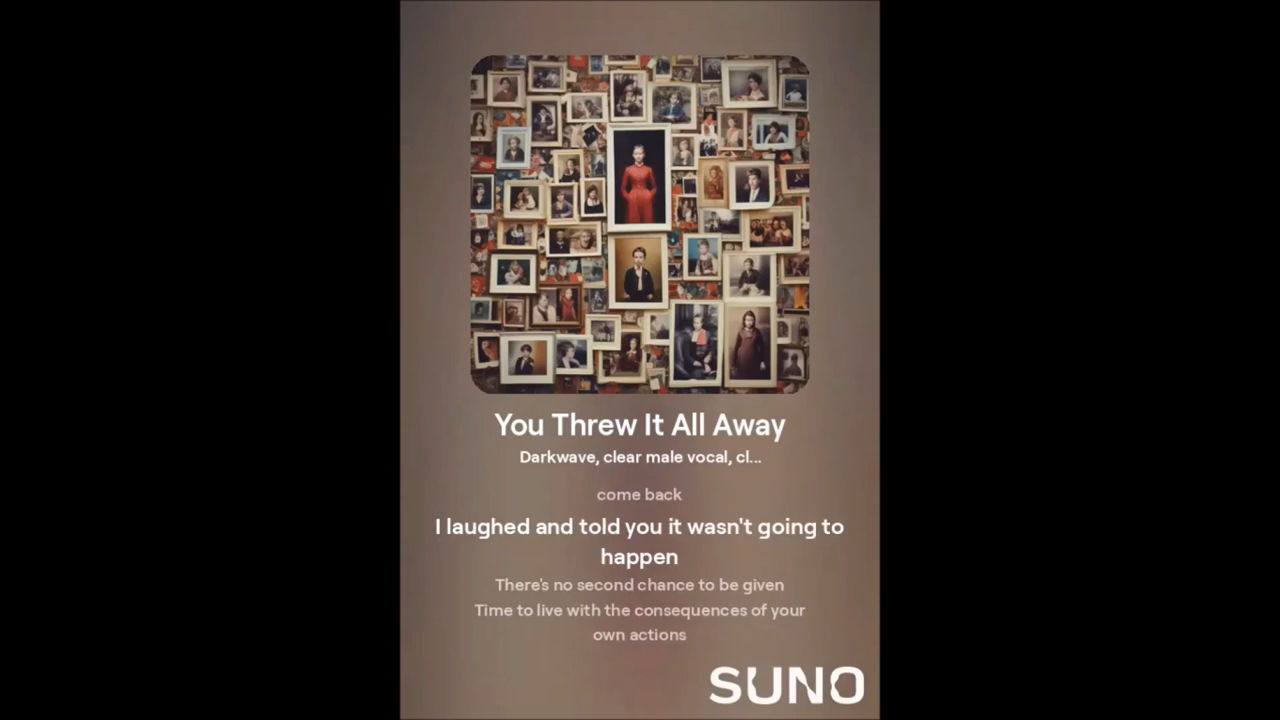 You Threw It All Away
Darkwave, clear male vocal, cl...
come back
I laughed and told you it wasn't going to
happen
There's no second chance to be given
Time to live with the consequences of your
own actions
SUNO